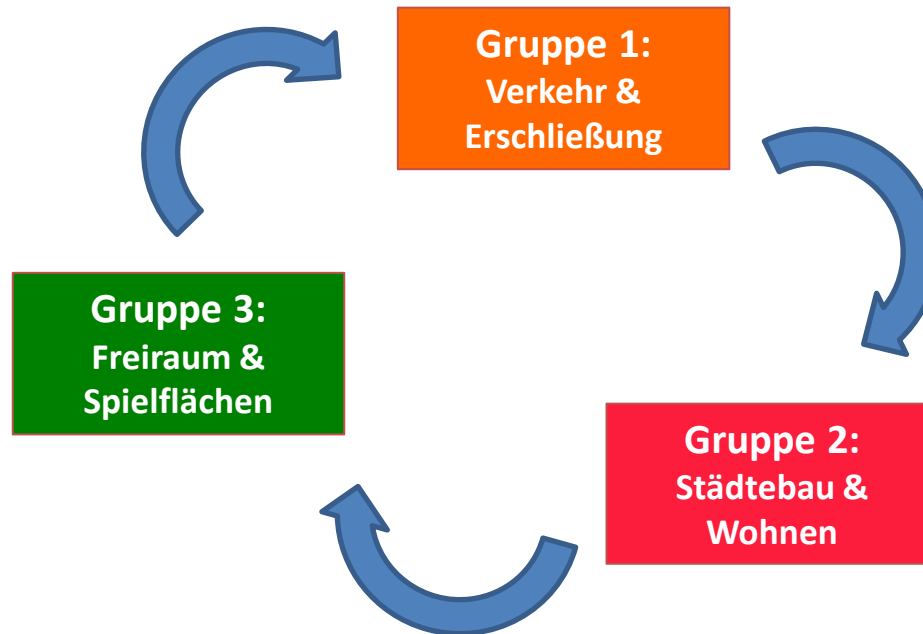 Gruppe 1:
Verkehr &
Erschließung
Gruppe 2:
Städtebau &
Wohnen
Gruppe 3:
Freiraum &
Spielflächen